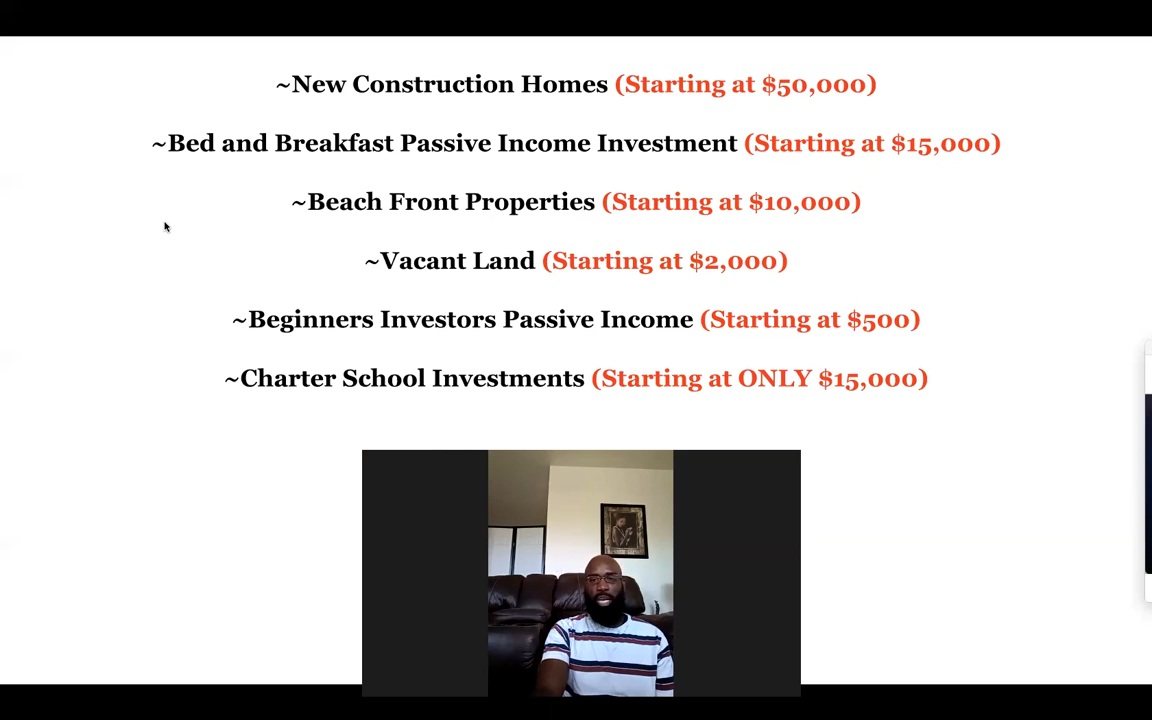 ~New Construction Homes (Starting at $50,000)
~Bed and Breakfast Passive Income Investment (Starting at $15,000)
~Beach Front Properties (Starting at $10,000)
~Vacant Land (Starting at $2,000)
~Beginners Investors Passive Income (Starting at $500)
~Charter School Investments (Starting at ONLY $15,000)